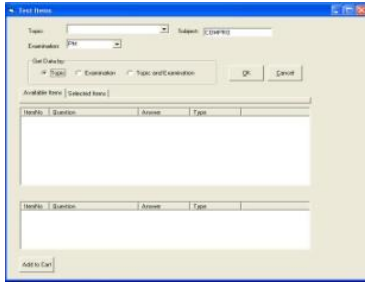 Test Items
Topic: Subject: COMPRO
Examination: PM
Get Data by:
Topic Examination Topic and Examination OK Cancel
Available Items Selected Items
ItemNo Question Answer Type
ItemNo Question Answer Type
Add to Cart